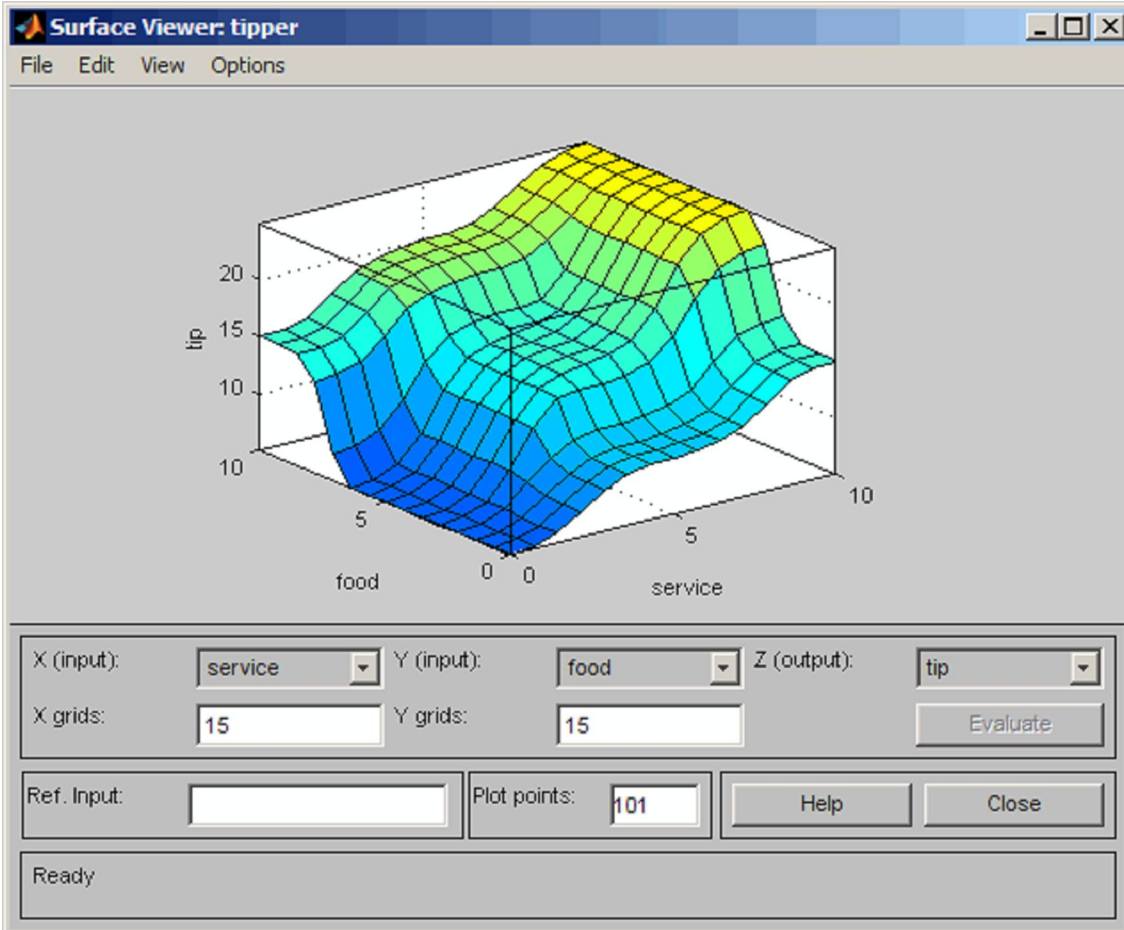 Surface Viewer: tipper
File Edit View Options
20
15
10
tip
10
5
0
food
0
5
10
service
X (input): service Y (input): food Z (output): tip
X grids: 15 Y grids: 15 Evaluate
Ref. Input: Plot points: 101 Help Close
Ready